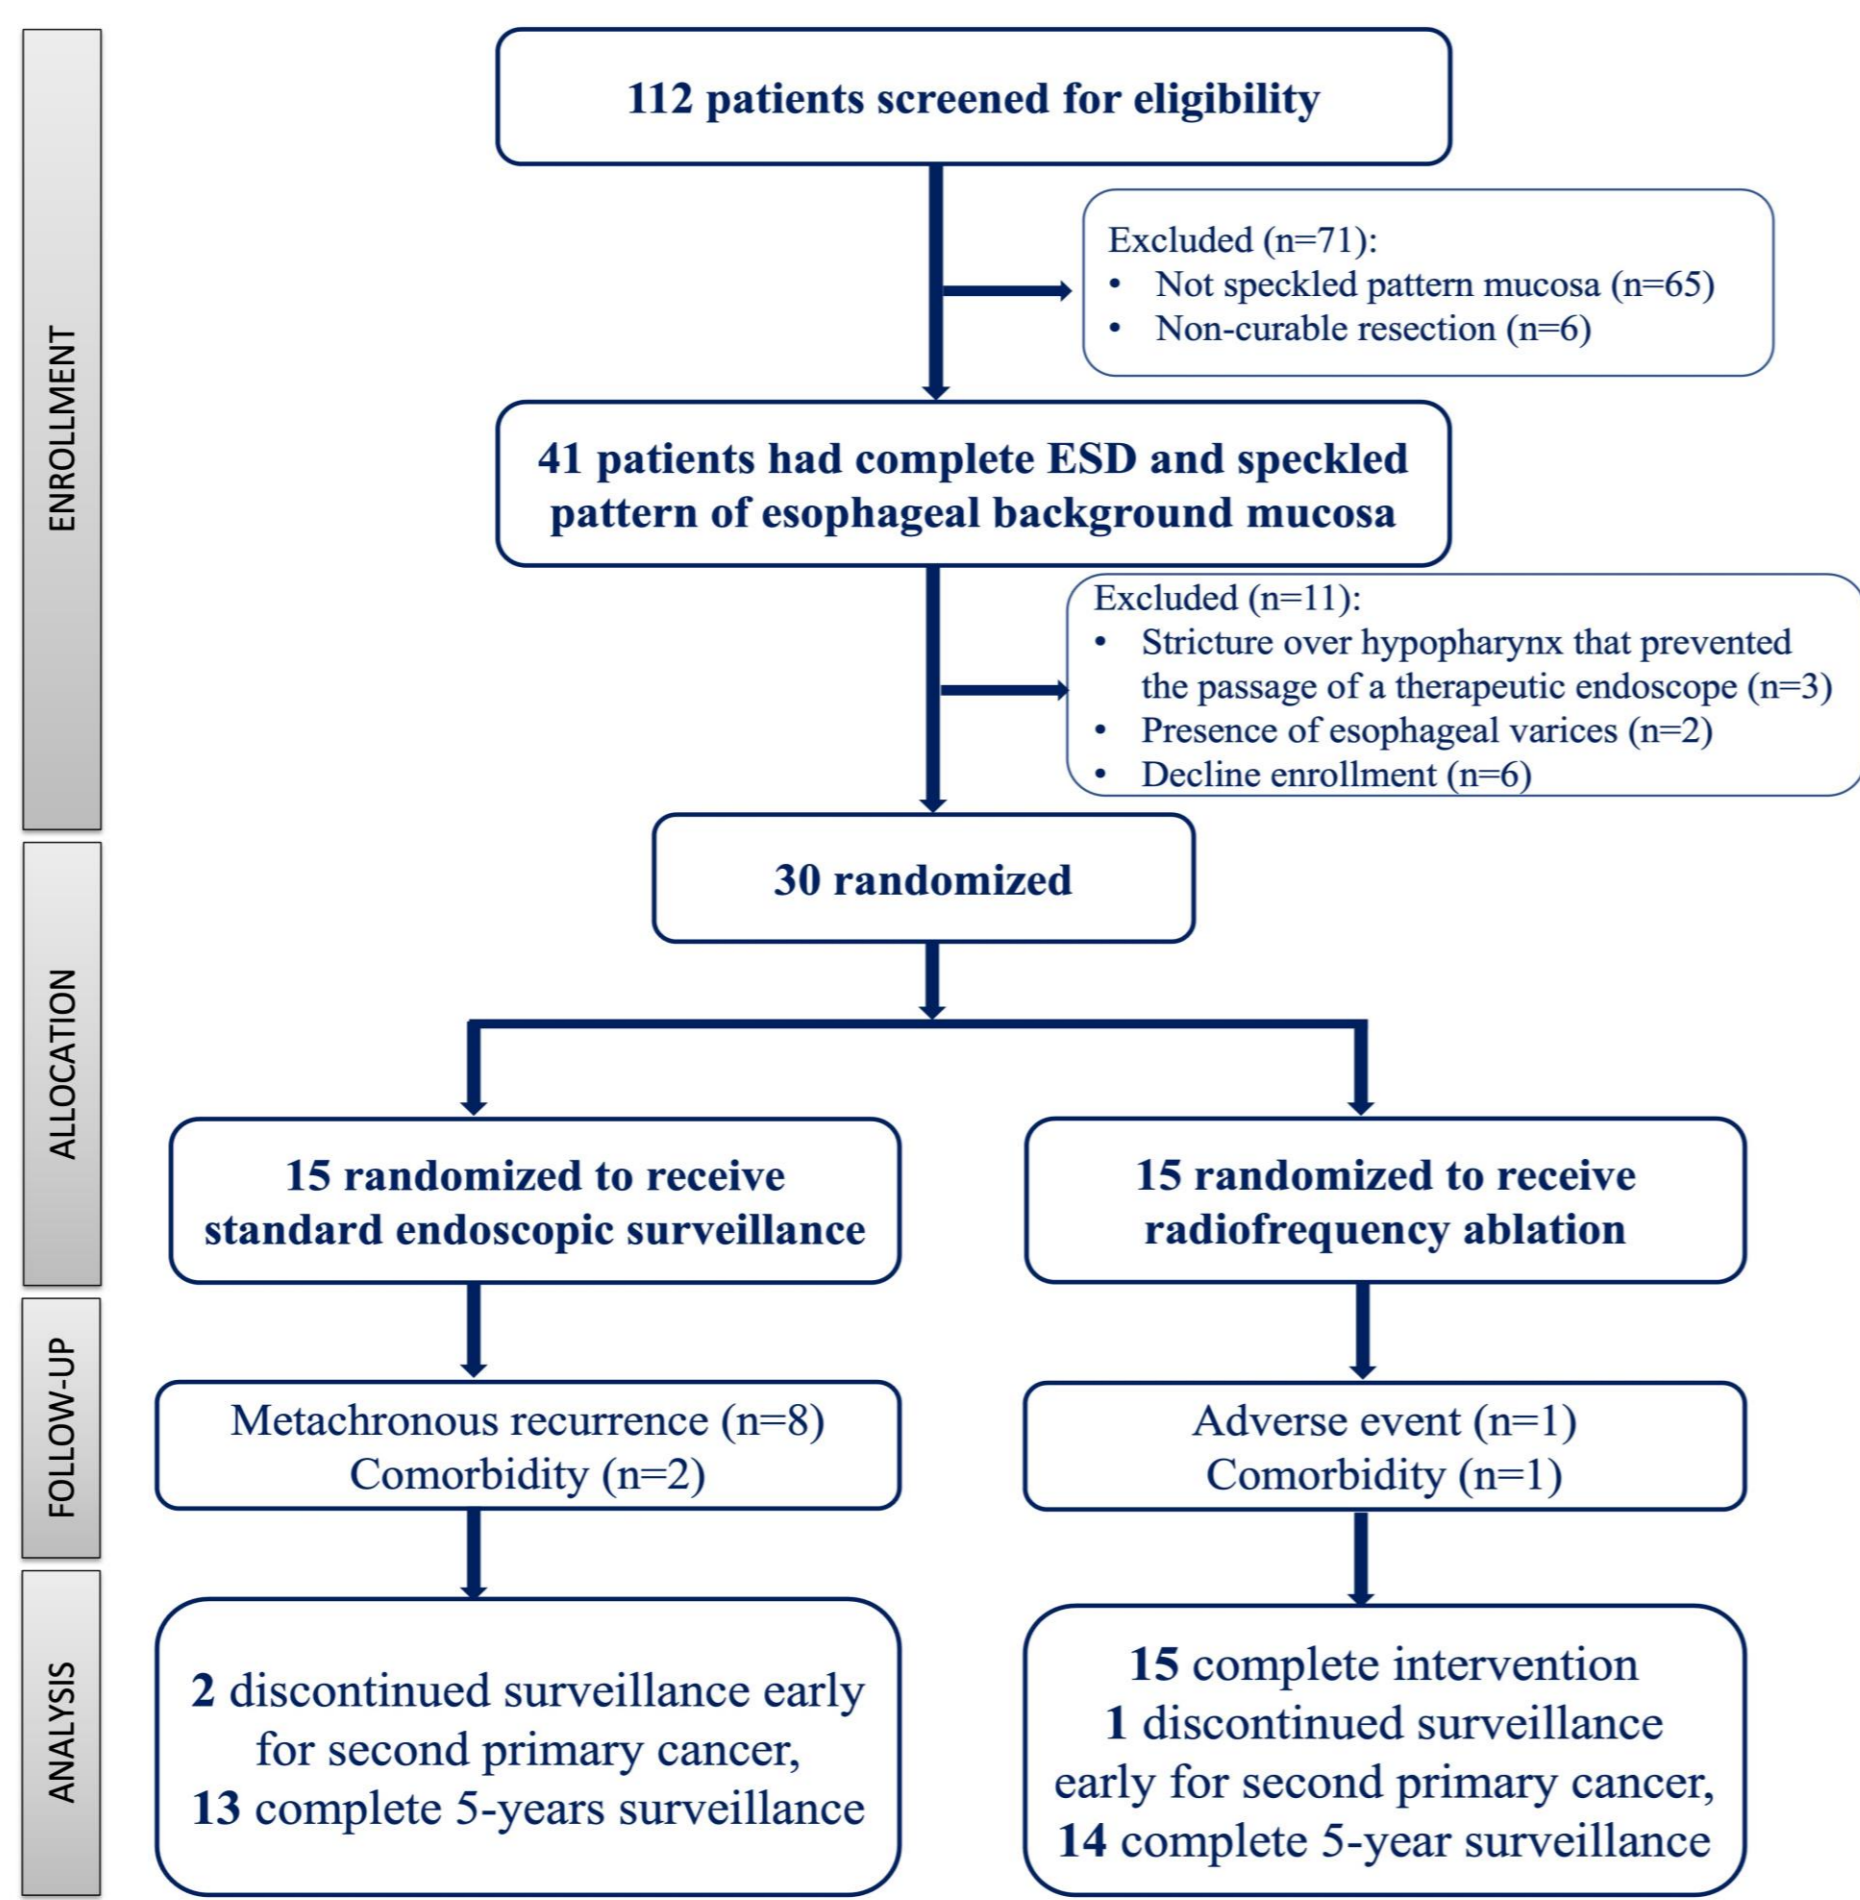 ENROLLMENT
112 patients screened for eligibility
Excluded (n=71):
• Not speckled pattern mucosa (n=65)
• Non-curable resection (n=6)
41 patients had complete ESD and speckled
pattern of esophageal background mucosa
Excluded (n=11):
• Stricture over hypopharynx that prevented
the passage of a therapeutic endoscope (n=3)
• Presence of esophageal varices (n=2)
• Decline enrollment (n=6)
ALLOCATION
30 randomized
15 randomized to receive
standard endoscopic surveillance
15 randomized to receive
radiofrequency ablation
FOLLOW-UP
Metachronous recurrence (n=8)
Comorbidity (n=2)
Adverse event (n=1)
Comorbidity (n=1)
ANALYSIS
2 discontinued surveillance early
for second primary cancer,
13 complete 5-years surveillance
15 complete intervention
1 discontinued surveillance
early for second primary cancer,
14 complete 5-year surveillance